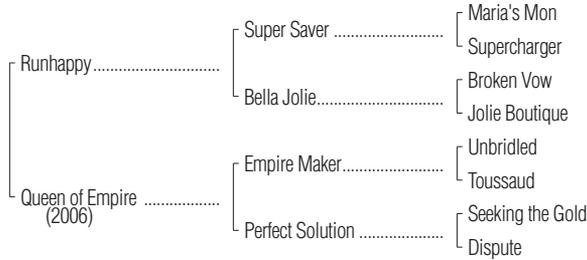 Maria's Mon
Super Saver ......................
Supercharger
Runhappy..........................
Broken Vow
Bella Jolie..........................
Jolie Boutique
Unbridled
Empire Maker.....................
Toussaud
Queen of Empire ................
(2006)
Seeking the Gold
Perfect Solution .................
Dispute